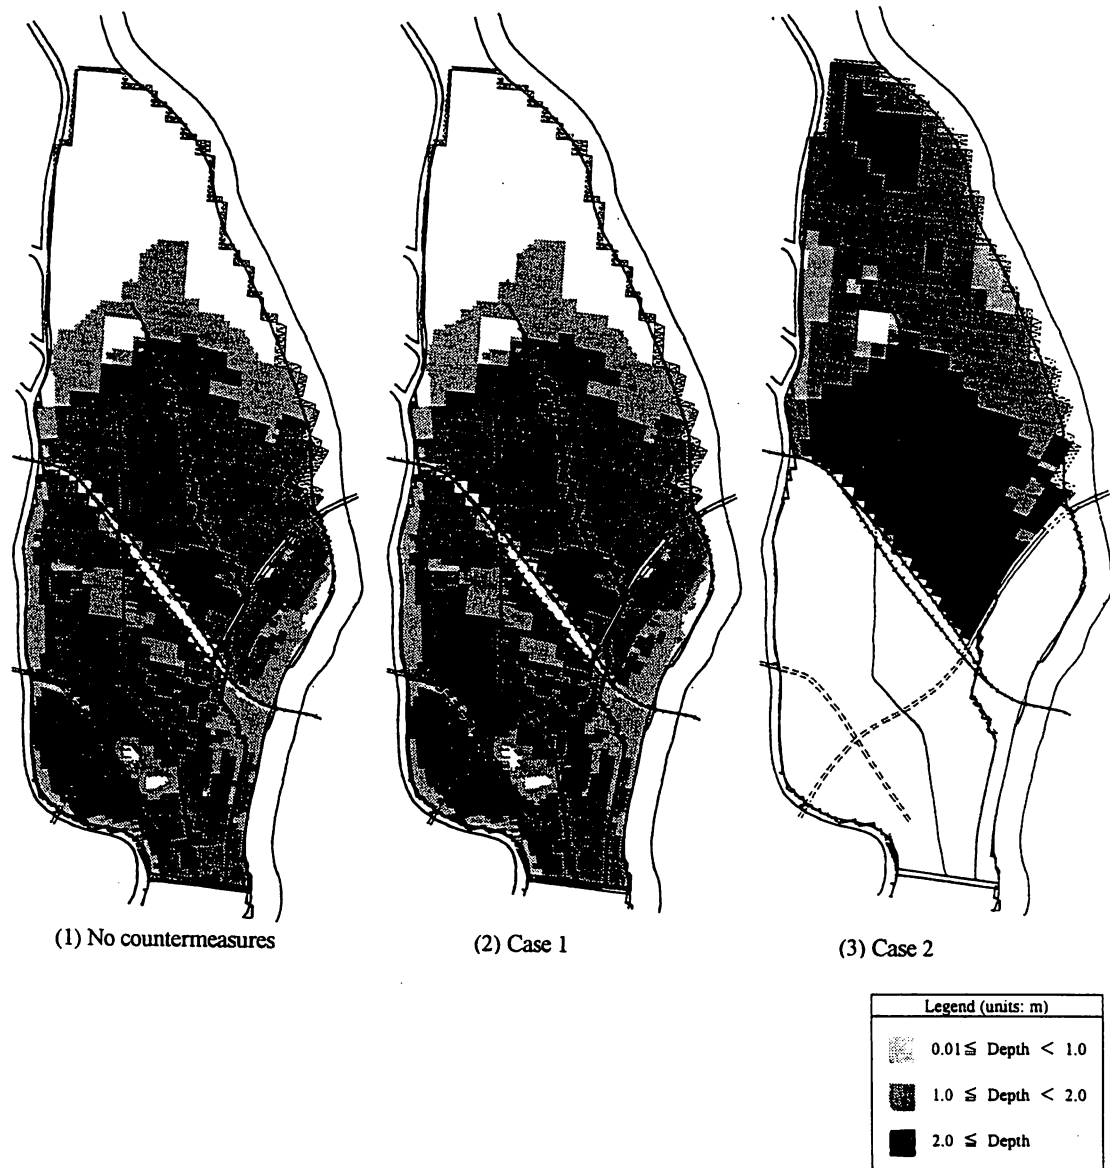 (1) No countermeasures
(2) Case 1
(3) Case 2
Legend (units: m)
0.01 ≦ Depth < 1.0
1.0 ≦ Depth < 2.0
2.0 ≦ Depth